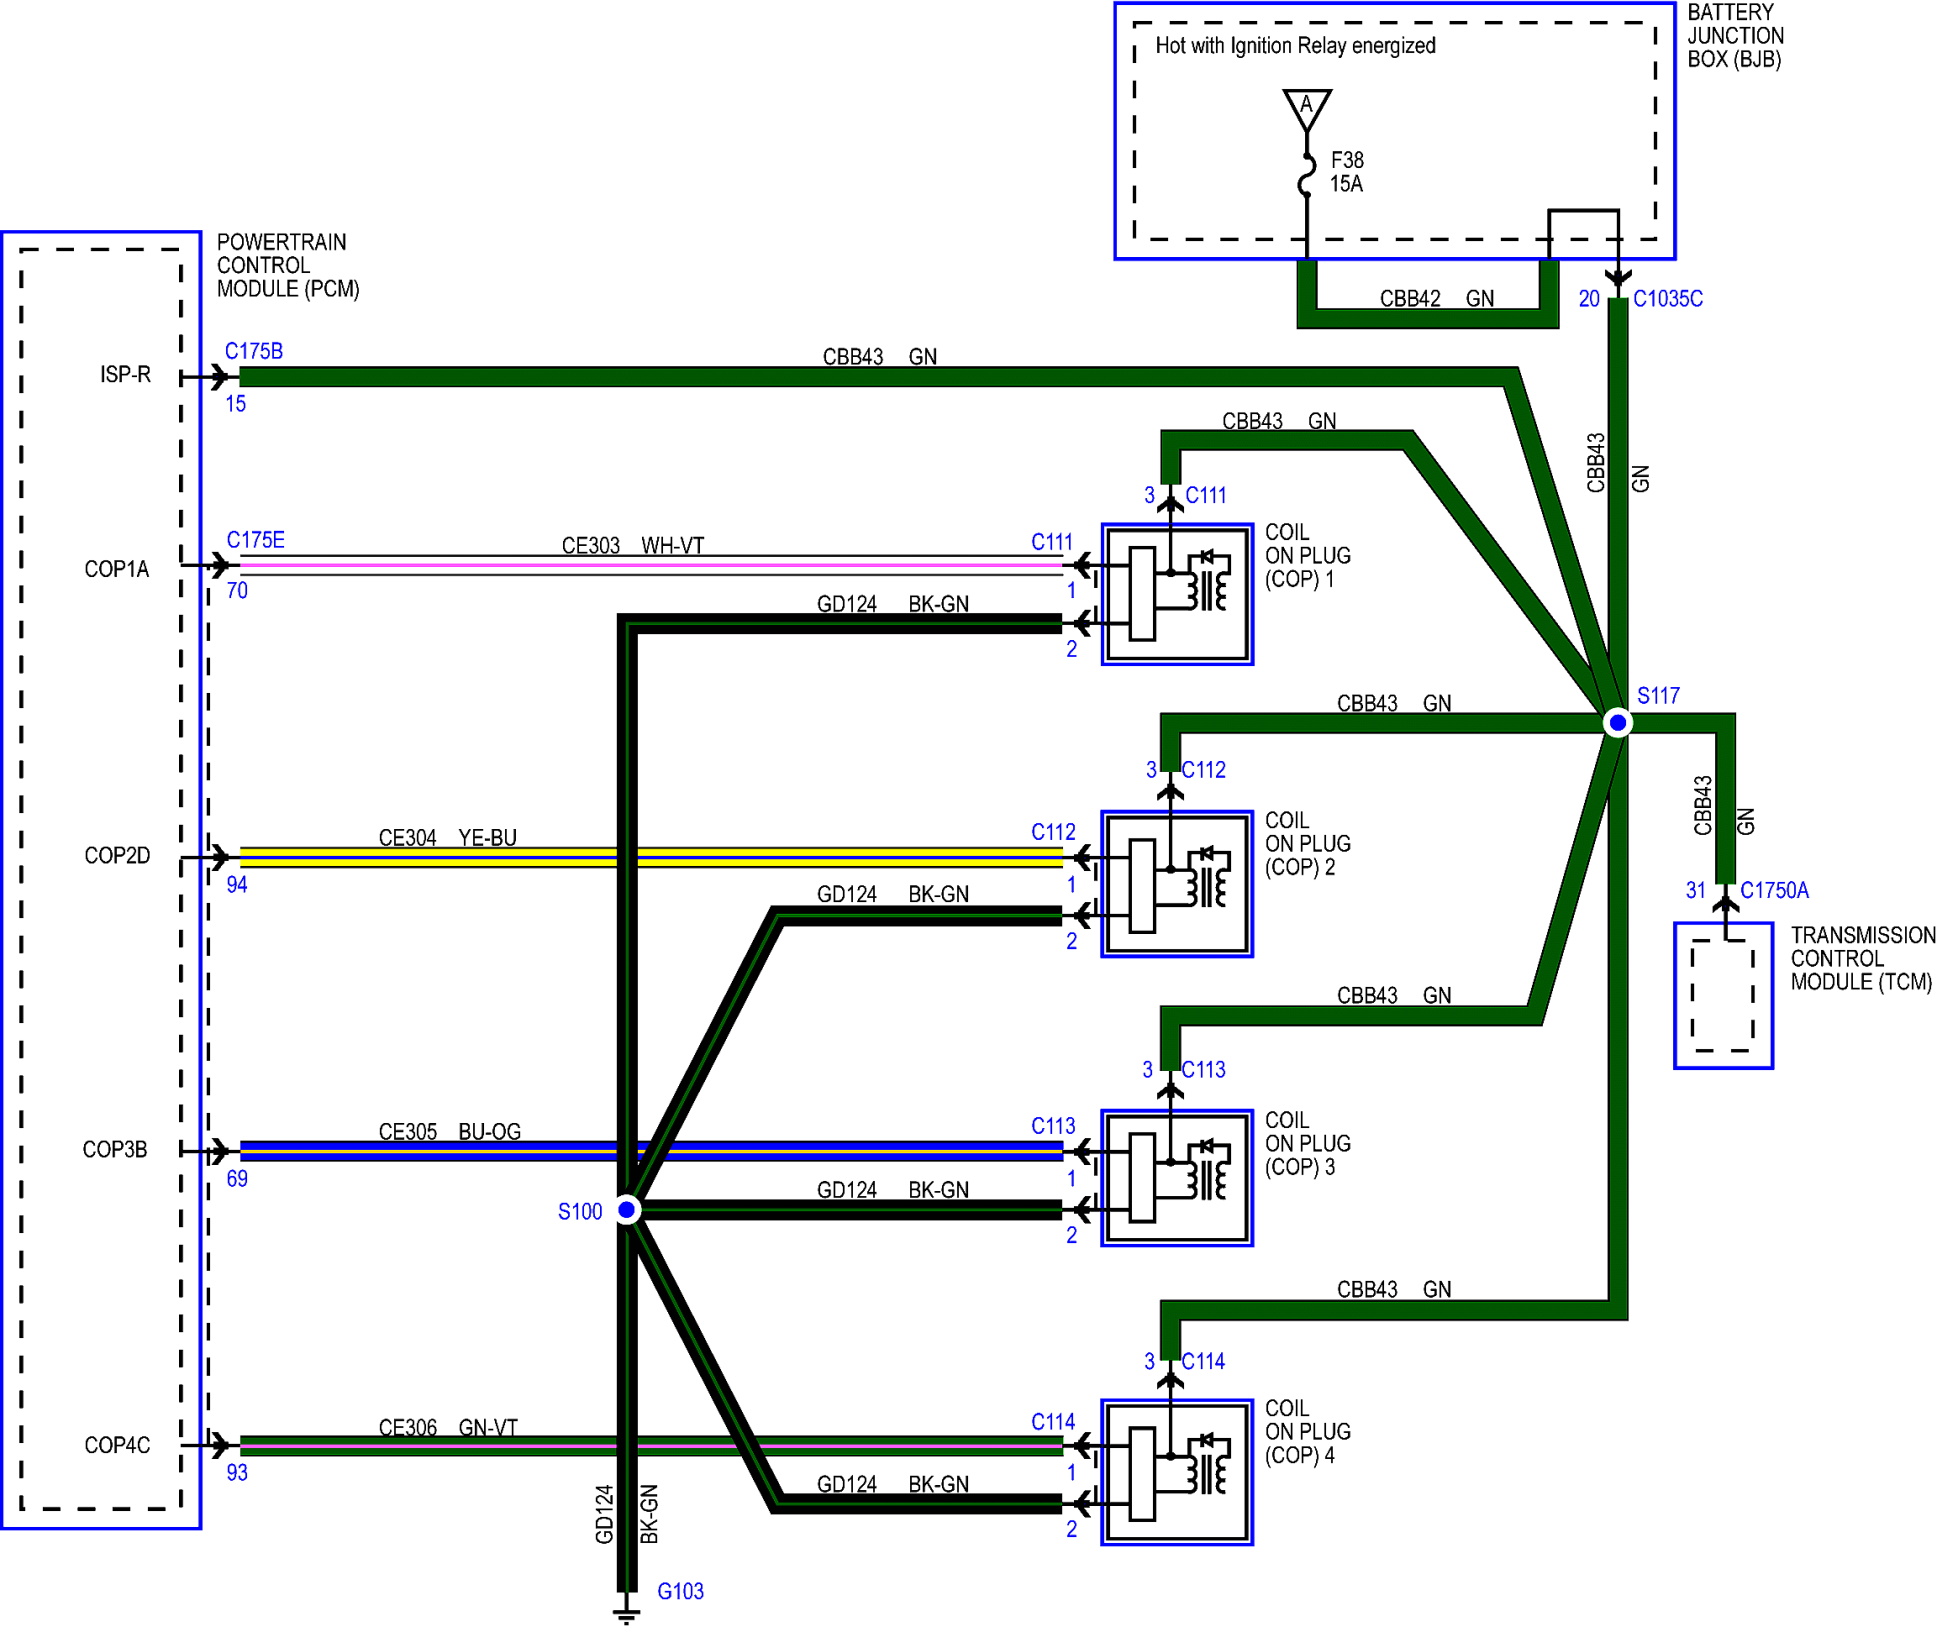 BATTERY
JUNCTION
BOX (BJB)
Hot with Ignition Relay energized
A
F38
15A
CBB42 GN
20 C1035C
POWERTRAIN
CONTROL
MODULE (PCM)
ISP-R
C175B
15
CBB43 GN
CBB43 GN
CBB43
GN
3 C111
C175E
COP1A
70
CE303 WH-VT
C111
1
GD124 BK-GN
2
COIL
ON PLUG
(COP) 1
S117
CBB43 GN
3 C112
CBB43
GN
COP2D
94
CE304 YE-BU
C112
1
GD124 BK-GN
2
COIL
ON PLUG
(COP) 2
31 C1750A
TRANSMISSION
CONTROL
MODULE (TCM)
CBB43 GN
3 C113
COP3B
69
CE305 BU-OG
C113
1
GD124 BK-GN
2
COIL
ON PLUG
(COP) 3
S100
CBB43 GN
3 C114
COP4C
93
CE306 GN-VT
C114
1
GD124 BK-GN
2
COIL
ON PLUG
(COP) 4
GD124
BK-GN
G103